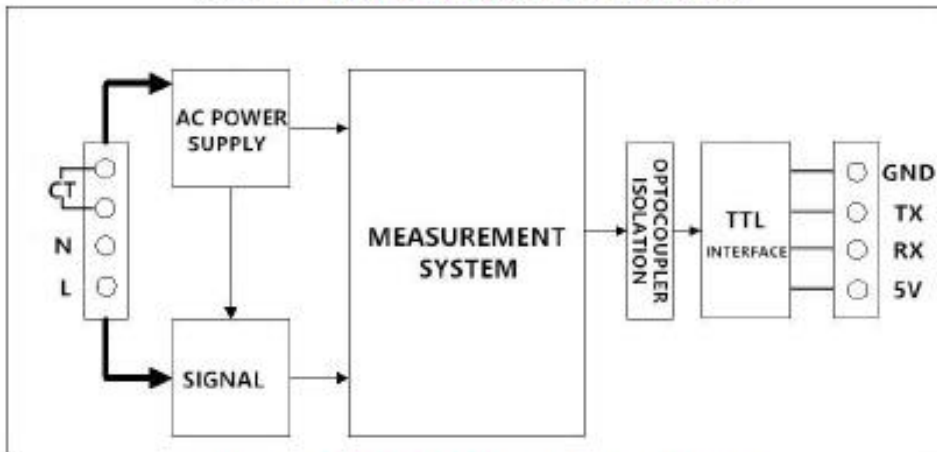 AC POWER
SUPPLY
CT
N
L
SIGNAL
MEASUREMENT
SYSTEM
OPTOCOUPLER
ISOLATION
TTL
INTERFACE
GND
TX
RX
5V